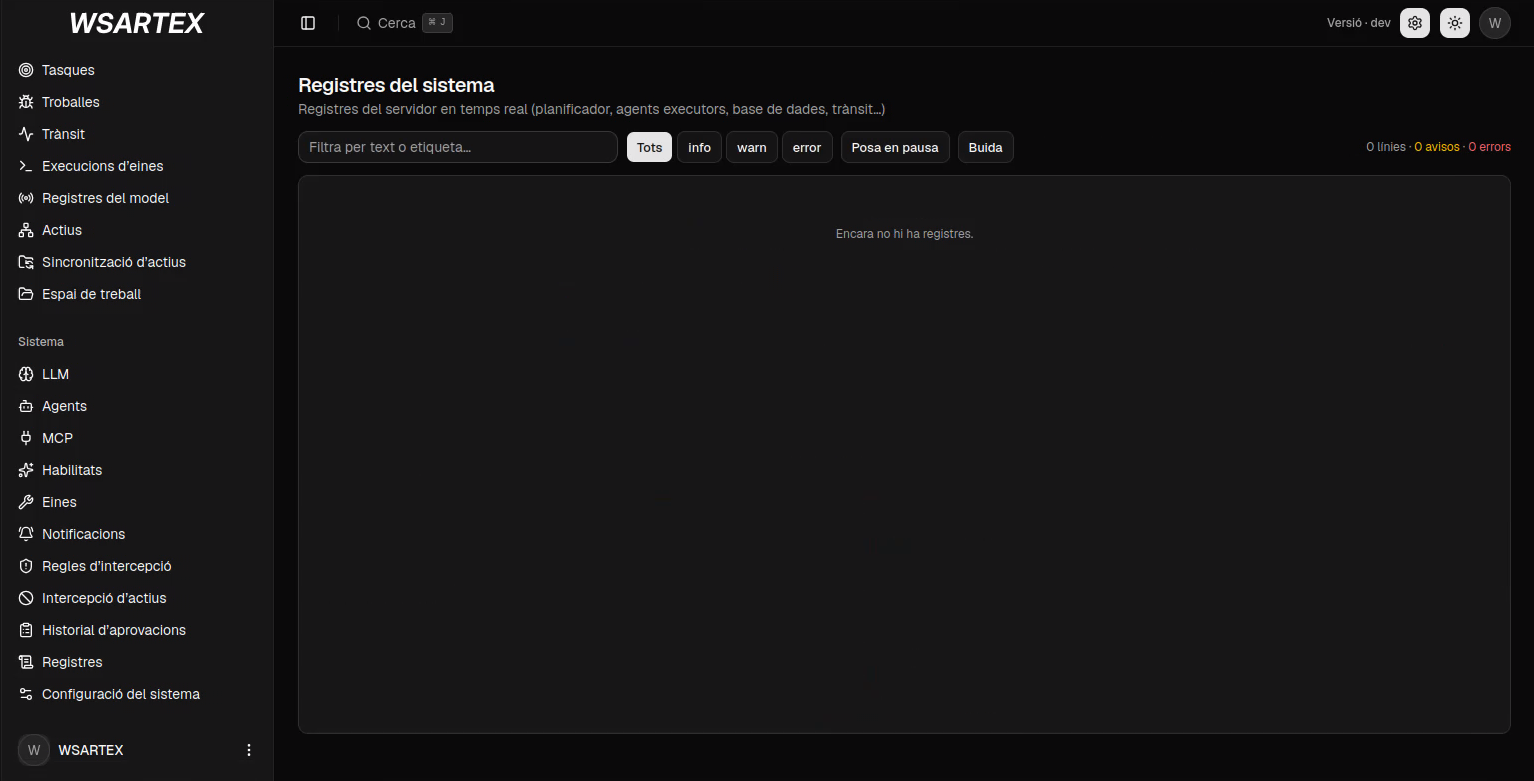 WSARTEX
Tasques
Troballes
Trànsit
Execucions d’eines
Registres del model
Actius
Sincronització d’actius
Espai de treball
Sistema
LLM
Agents
MCP
Habilitats
Eines
Notificacions
Regles d’intercepció
Intercepció d’actius
Historial d’aprovacions
Registres
Configuració del sistema
W WSARTEX
Cerca ⌘ J
Versió · dev W
Registres del sistema
Registres del servidor en temps real (planificador, agents executors, base de dades, trànsit…)
Filtra per text o etiqueta… Tots info warn error Posa en pausa Buida 0 línies · 0 avisos · 0 errors
Encara no hi ha registres.